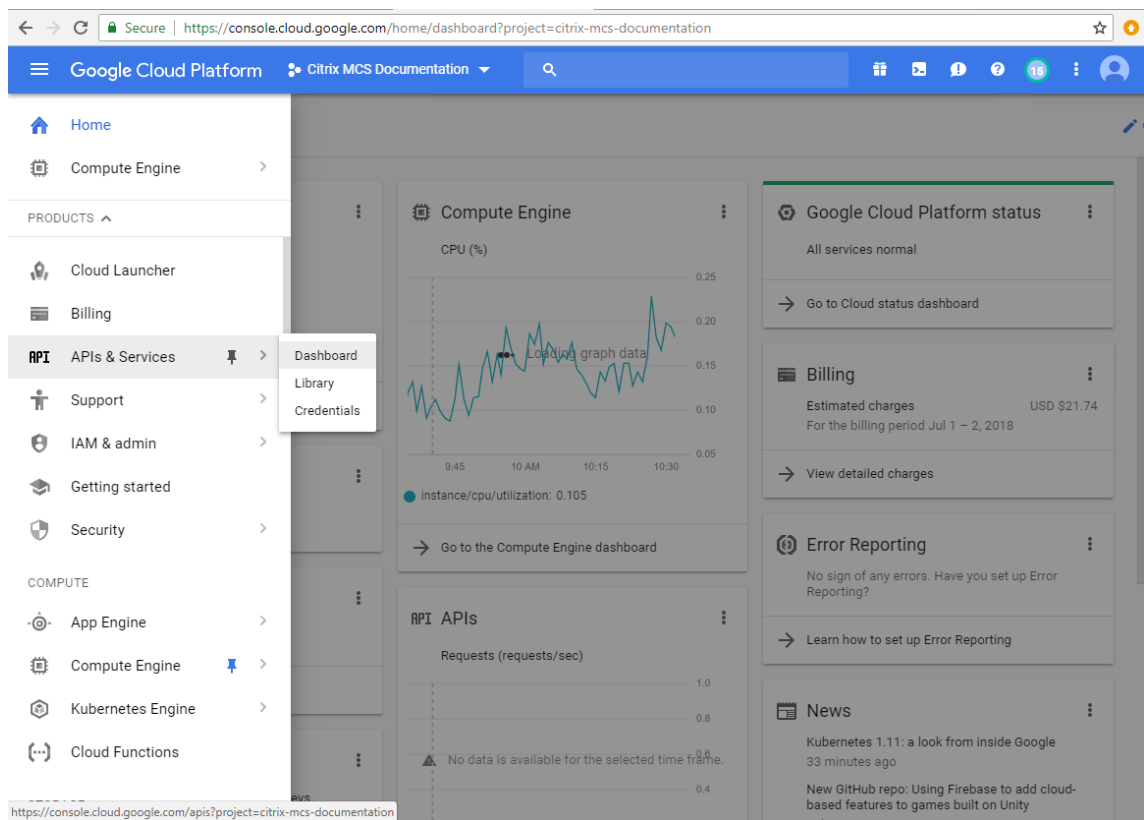 Secure | https://console.cloud.google.com/home/dashboard?project=citrix-mcs-documentation
Google Cloud Platform
Citrix MCS Documentation
15
Home
Compute Engine
PRODUCTS
Cloud Launcher
Billing
API APIs & Services
Support
IAM & admin
Getting started
Security
COMPUTE
App Engine
Compute Engine
Kubernetes Engine
Cloud Functions
Dashboard
Library
Credentials
Compute Engine
CPU (%)
0.25
0.20
Loading graph data
0.15
0.10
0.05
9:45 10 AM 10:15 10:30
instance/cpu/utilization: 0.105
Go to the Compute Engine dashboard
API APIs
Requests (requests/sec)
1.0
0.8
0.6
No data is available for the selected time frame.
0.4
Google Cloud Platform status
All services normal
Go to Cloud status dashboard
Billing
Estimated charges USD $21.74
For the billing period Jul 1 – 2, 2018
View detailed charges
Error Reporting
No sign of any errors. Have you set up Error
Reporting?
Learn how to set up Error Reporting
News
Kubernetes 1.11: a look from inside Google
33 minutes ago
New GitHub repo: Using Firebase to add cloud-
based features to games built on Unity
https://console.cloud.google.com/apis?project=citrix-mcs-documentation